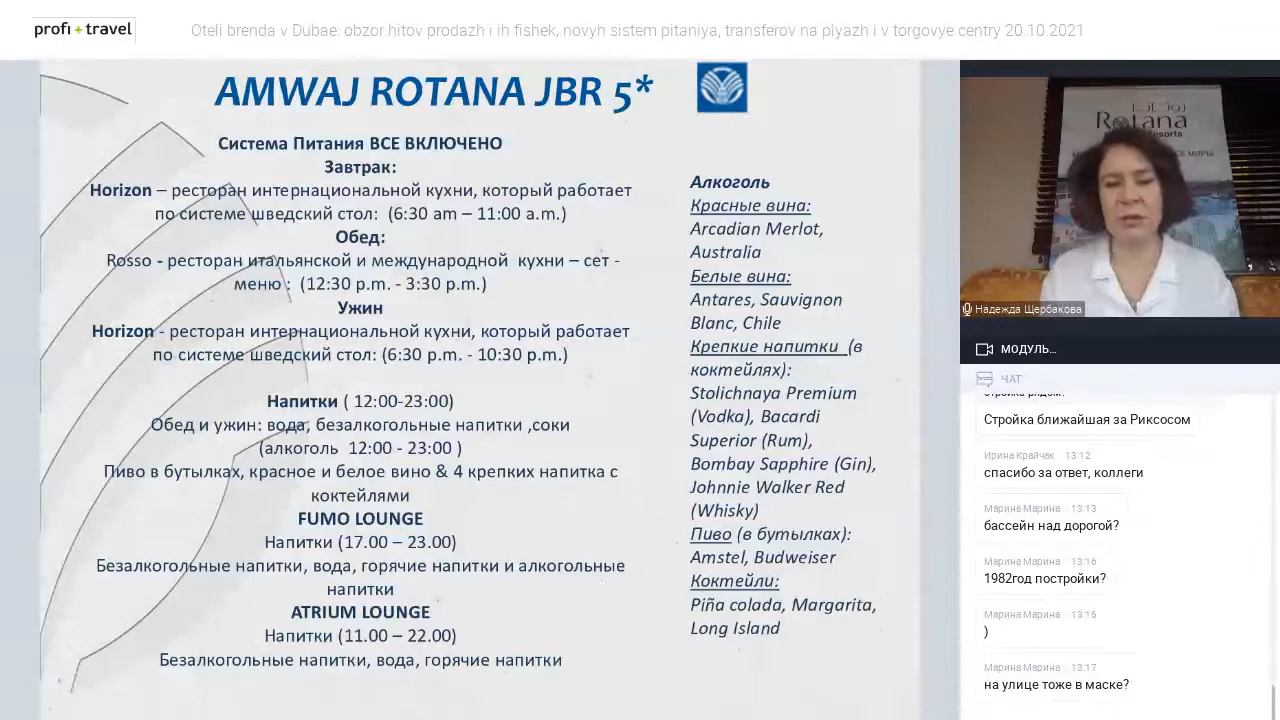 profi + travel
Oteli brenda v Dubae: obzor hitov prodazh i ih fishek, novyh sistem pitaniya, transferov na plyazh i v torgovye centry 20.10.2021
AMWAJ ROTANA JBR 5*
Система Питания ВСЕ ВКЛЮЧЕНО
Завтрак:
Horizon – ресторан интернациональной кухни, который работает
по системе шведский стол: (6:30 am – 11:00 a.m.)
Обед:
Rosso - ресторан итальянской и международной кухни – сет -
меню : (12:30 p.m. - 3:30 p.m.)
Ужин
Horizon - ресторан интернациональной кухни, который работает
по системе шведский стол: (6:30 p.m. - 10:30 p.m.)
Напитки ( 12:00-23:00)
Обед и ужин: вода, безалкогольные напитки ,соки
(алкоголь 12:00 - 23:00 )
Пиво в бутылках, красное и белое вино & 4 крепких напитка с
коктейлями
FUMO LOUNGE
Напитки (17.00 – 23.00)
Безалкогольные напитки, вода, горячие напитки и алкогольные
напитки
ATRIUM LOUNGE
Напитки (11.00 – 22.00)
Безалкогольные напитки, вода, горячие напитки
Алкоголь
Красные вина:
Arcadian Merlot,
Australia
Белые вина:
Antares, Sauvignon
Blanc, Chile
Крепкие напитки (в
коктейлях):
Stolichnaya Premium
(Vodka), Bacardi
Superior (Rum),
Bombay Sapphire (Gin),
Johnnie Walker Red
(Whisky)
Пиво (в бутылках):
Amstel, Budweiser
Коктейли:
Piña colada, Margarita,
Long Island
روتانا
Rotana
esorts
МИРЫ
Надежда Щербакова
МОДУЛЬ...
ЧАТ
стройка рядом?
Стройка ближайшая за Риксосом
Ирина Крайчак 13:12
спасибо за ответ, коллеги
Марина Марина 13:13
бассейн над дорогой?
Марина Марина 13:16
1982год постройки?
Марина Марина 13:16
)
Марина Марина 13:17
на улице тоже в маске?